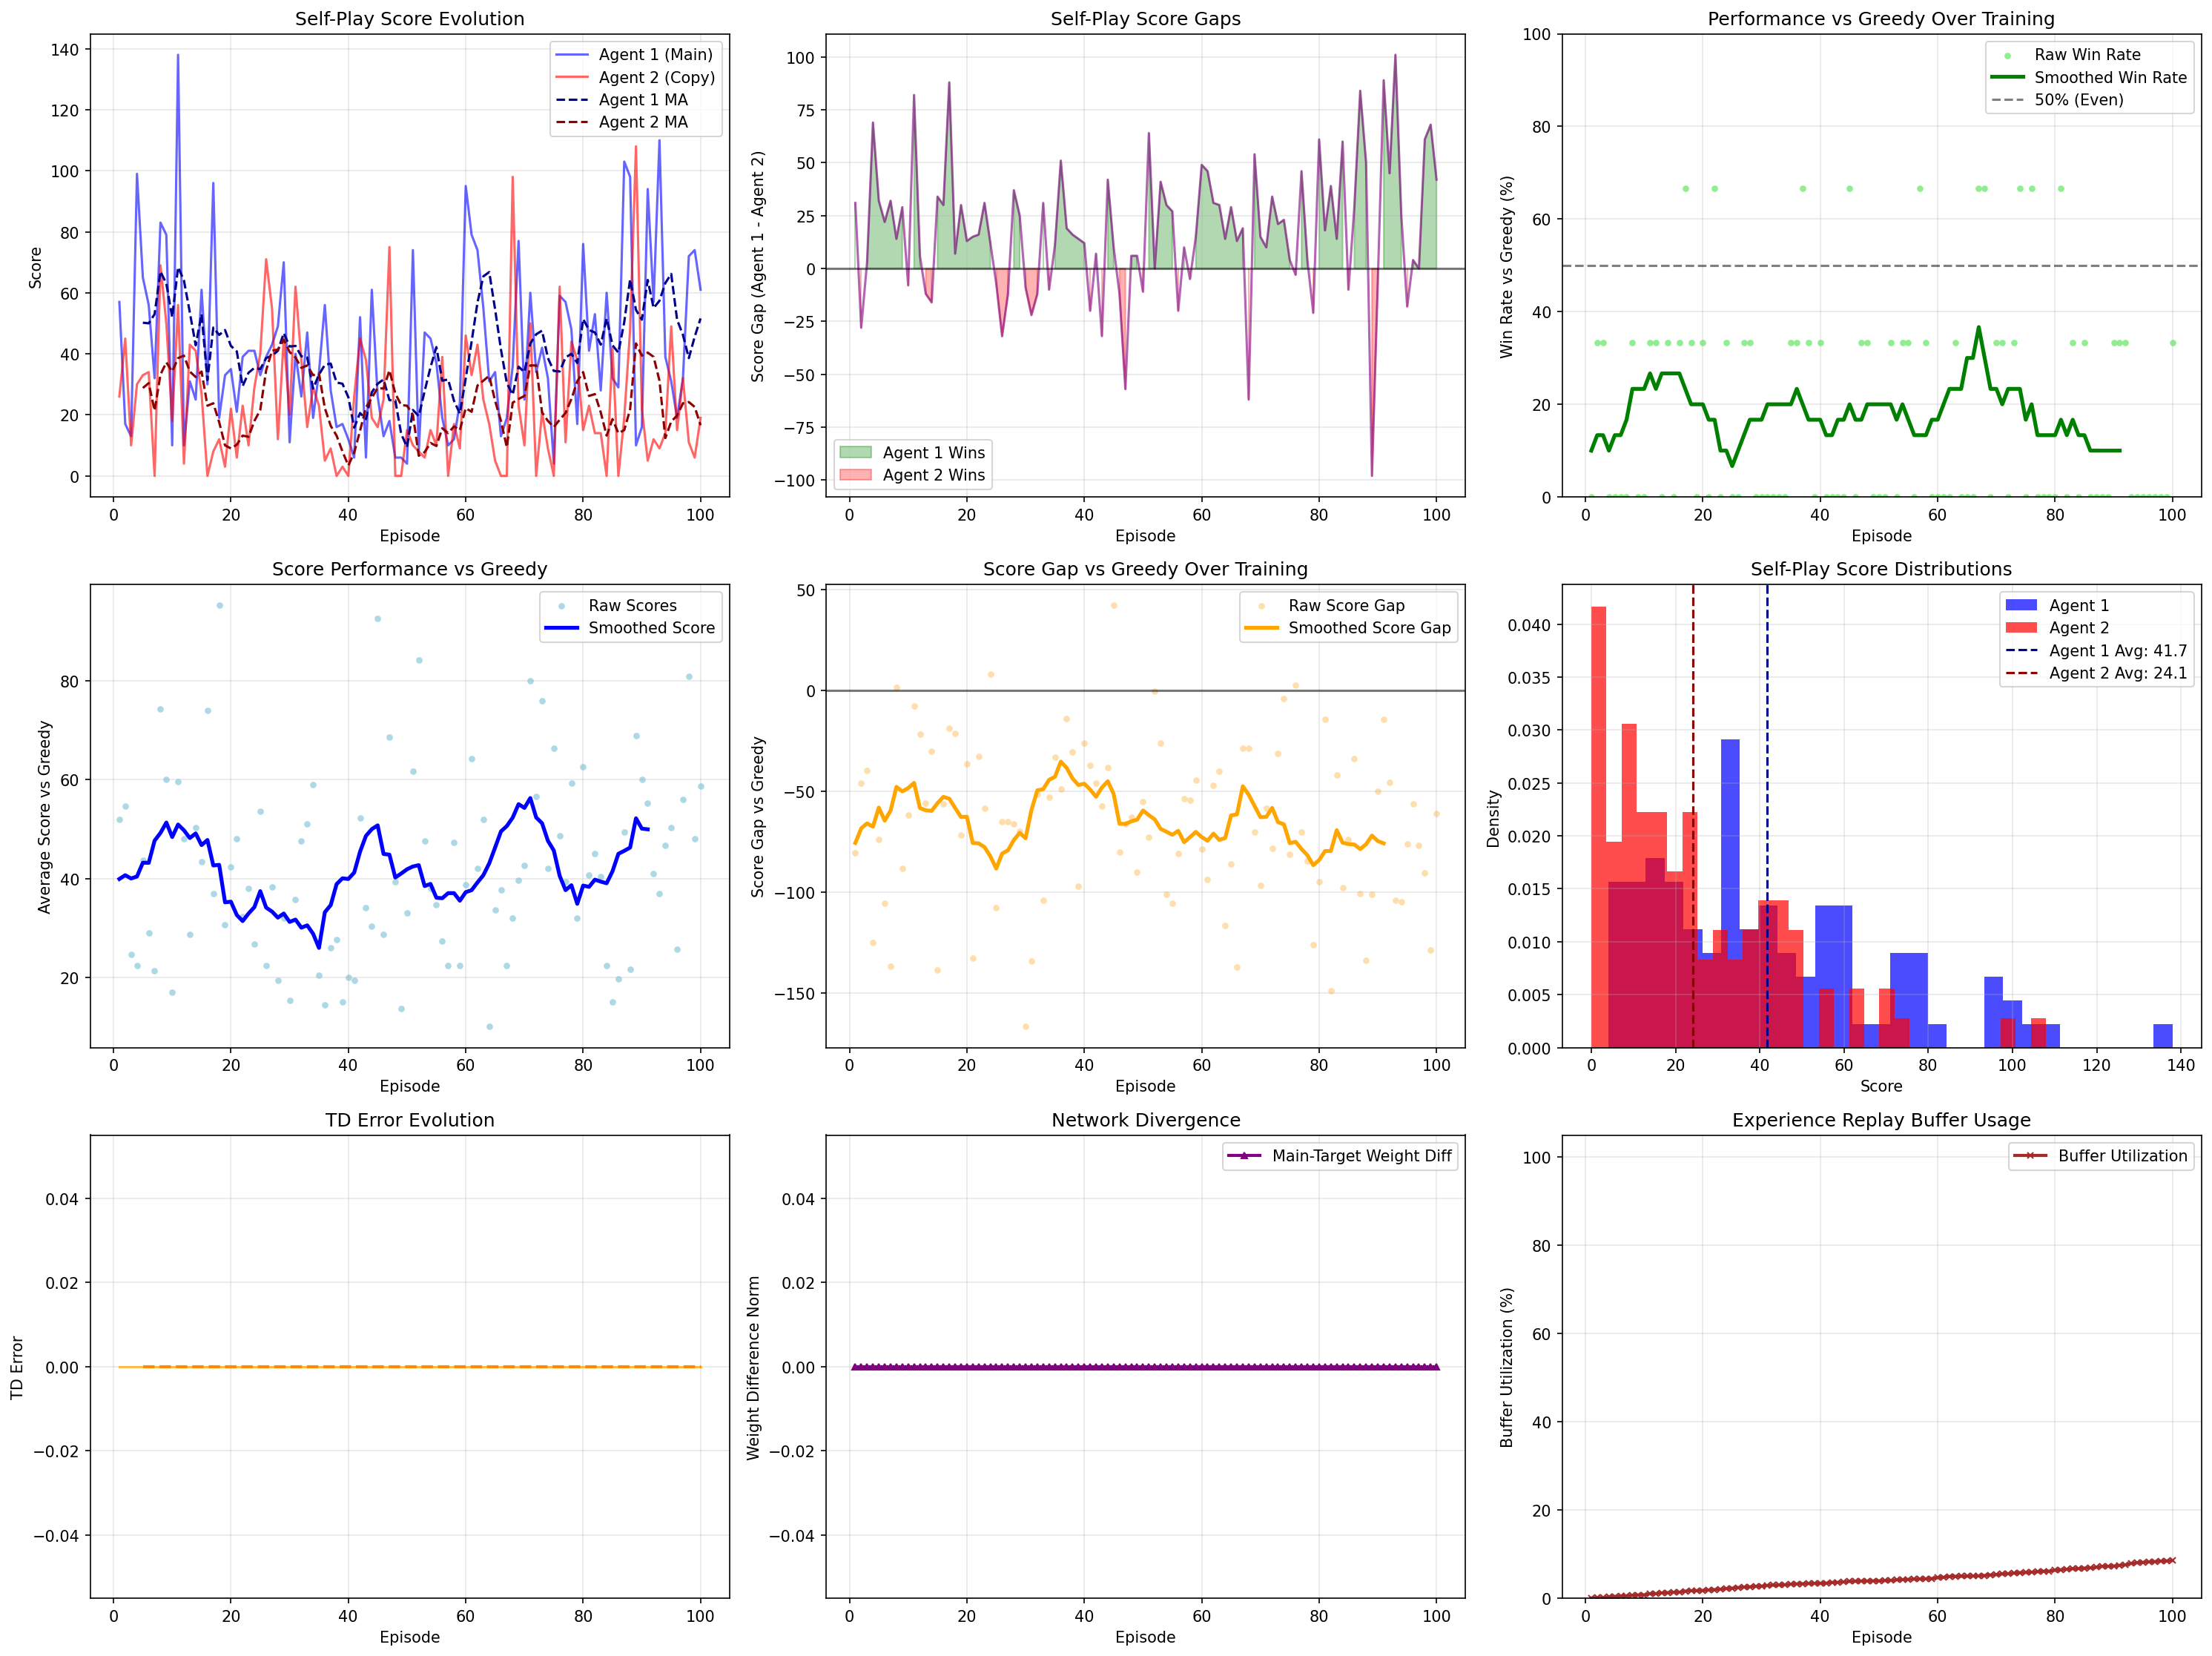 Self-Play Score Evolution
Score
140
120
100
80
60
40
20
0
Agent 1 (Main)
Agent 2 (Copy)
Agent 1 MA
Agent 2 MA
0 20 40 60 80 100
Episode
Self-Play Score Gaps
Score Gap (Agent 1 - Agent 2)
100
75
50
25
0
−25
−50
−75
−100
Agent 1 Wins
Agent 2 Wins
0 20 40 60 80 100
Episode
Performance vs Greedy Over Training
Win Rate vs Greedy (%)
100
80
60
40
20
0
Raw Win Rate
Smoothed Win Rate
50% (Even)
0 20 40 60 80 100
Episode
Score Performance vs Greedy
Average Score vs Greedy
80
60
40
20
Raw Scores
Smoothed Score
0 20 40 60 80 100
Episode
Score Gap vs Greedy Over Training
Score Gap vs Greedy
50
0
−50
−100
−150
Raw Score Gap
Smoothed Score Gap
0 20 40 60 80 100
Episode
Self-Play Score Distributions
Density
0.040
0.035
0.030
0.025
0.020
0.015
0.010
0.005
0.000
Agent 1
Agent 2
Agent 1 Avg: 41.7
Agent 2 Avg: 24.1
0 20 40 60 80 100 120 140
Score
TD Error Evolution
TD Error
0.04
0.02
0.00
−0.02
−0.04
0 20 40 60 80 100
Episode
Network Divergence
Weight Difference Norm
0.04
0.02
0.00
−0.02
−0.04
Main-Target Weight Diff
0 20 40 60 80 100
Episode
Experience Replay Buffer Usage
Buffer Utilization (%)
100
80
60
40
20
0
Buffer Utilization
0 20 40 60 80 100
Episode